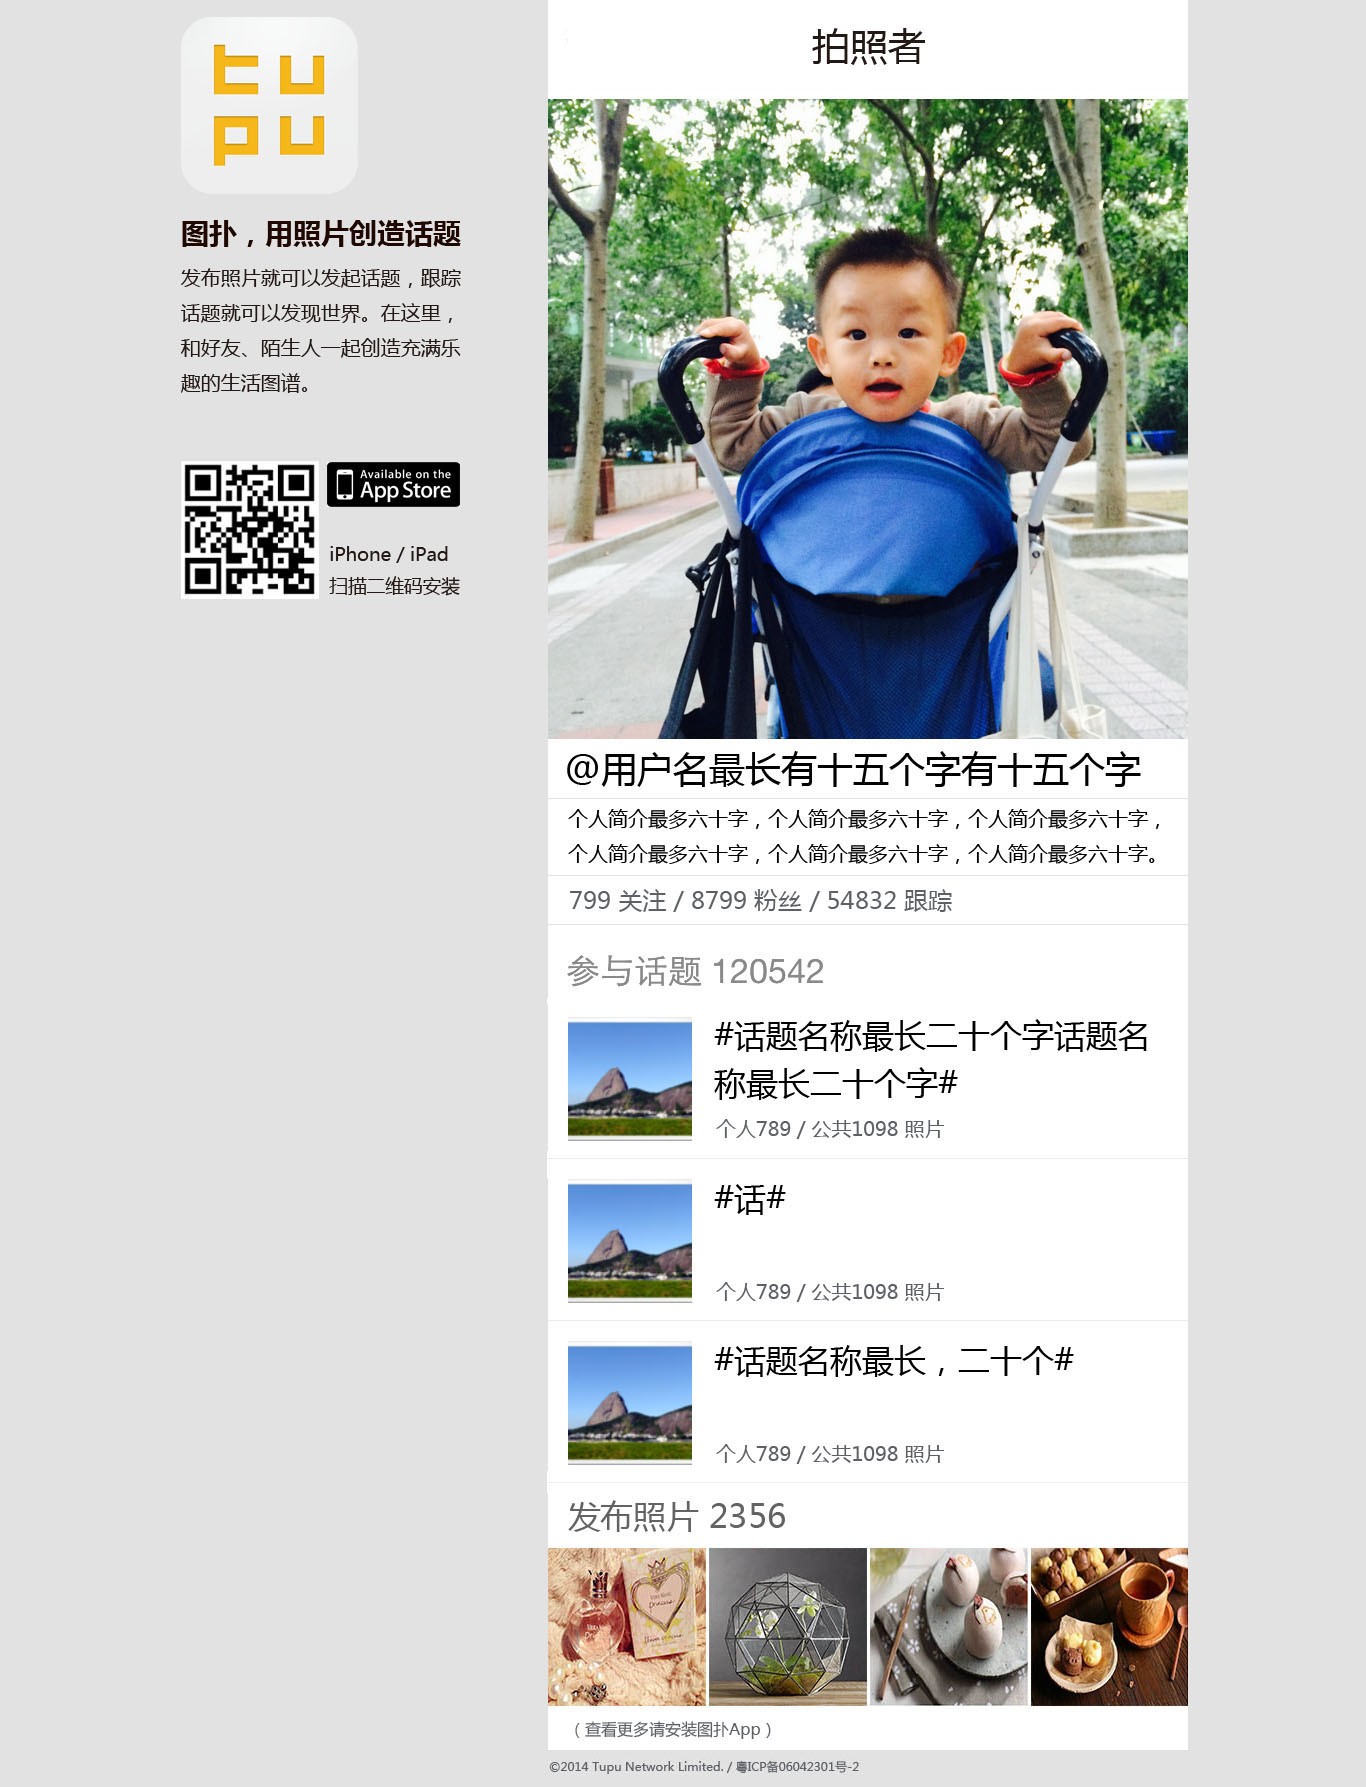 tu
pu
图扑，用照片创造话题
发布照片就可以发起话题，跟踪
话题就可以发现世界。在这里，
和好友、陌生人一起创造充满乐
趣的生活图谱。
Available on the
App Store
iPhone / iPad
扫描二维码安装
拍照者
@用户名最长有十五个字有十五个字
个人简介最多六十字，个人简介最多六十字，个人简介最多六十字，
个人简介最多六十字，个人简介最多六十字，个人简介最多六十字。
799 关注 / 8799 粉丝 / 54832 跟踪
参与话题 120542
#话题名称最长二十个字话题名
称最长二十个字#
个人789 / 公共1098 照片
#话#
个人789 / 公共1098 照片
#话题名称最长，二十个#
个人789 / 公共1098 照片
发布照片 2356
VERA WANG
Princess
（查看更多请安装图扑App）
©2014 Tupu Network Limited. / 粤ICP备06042301号-2